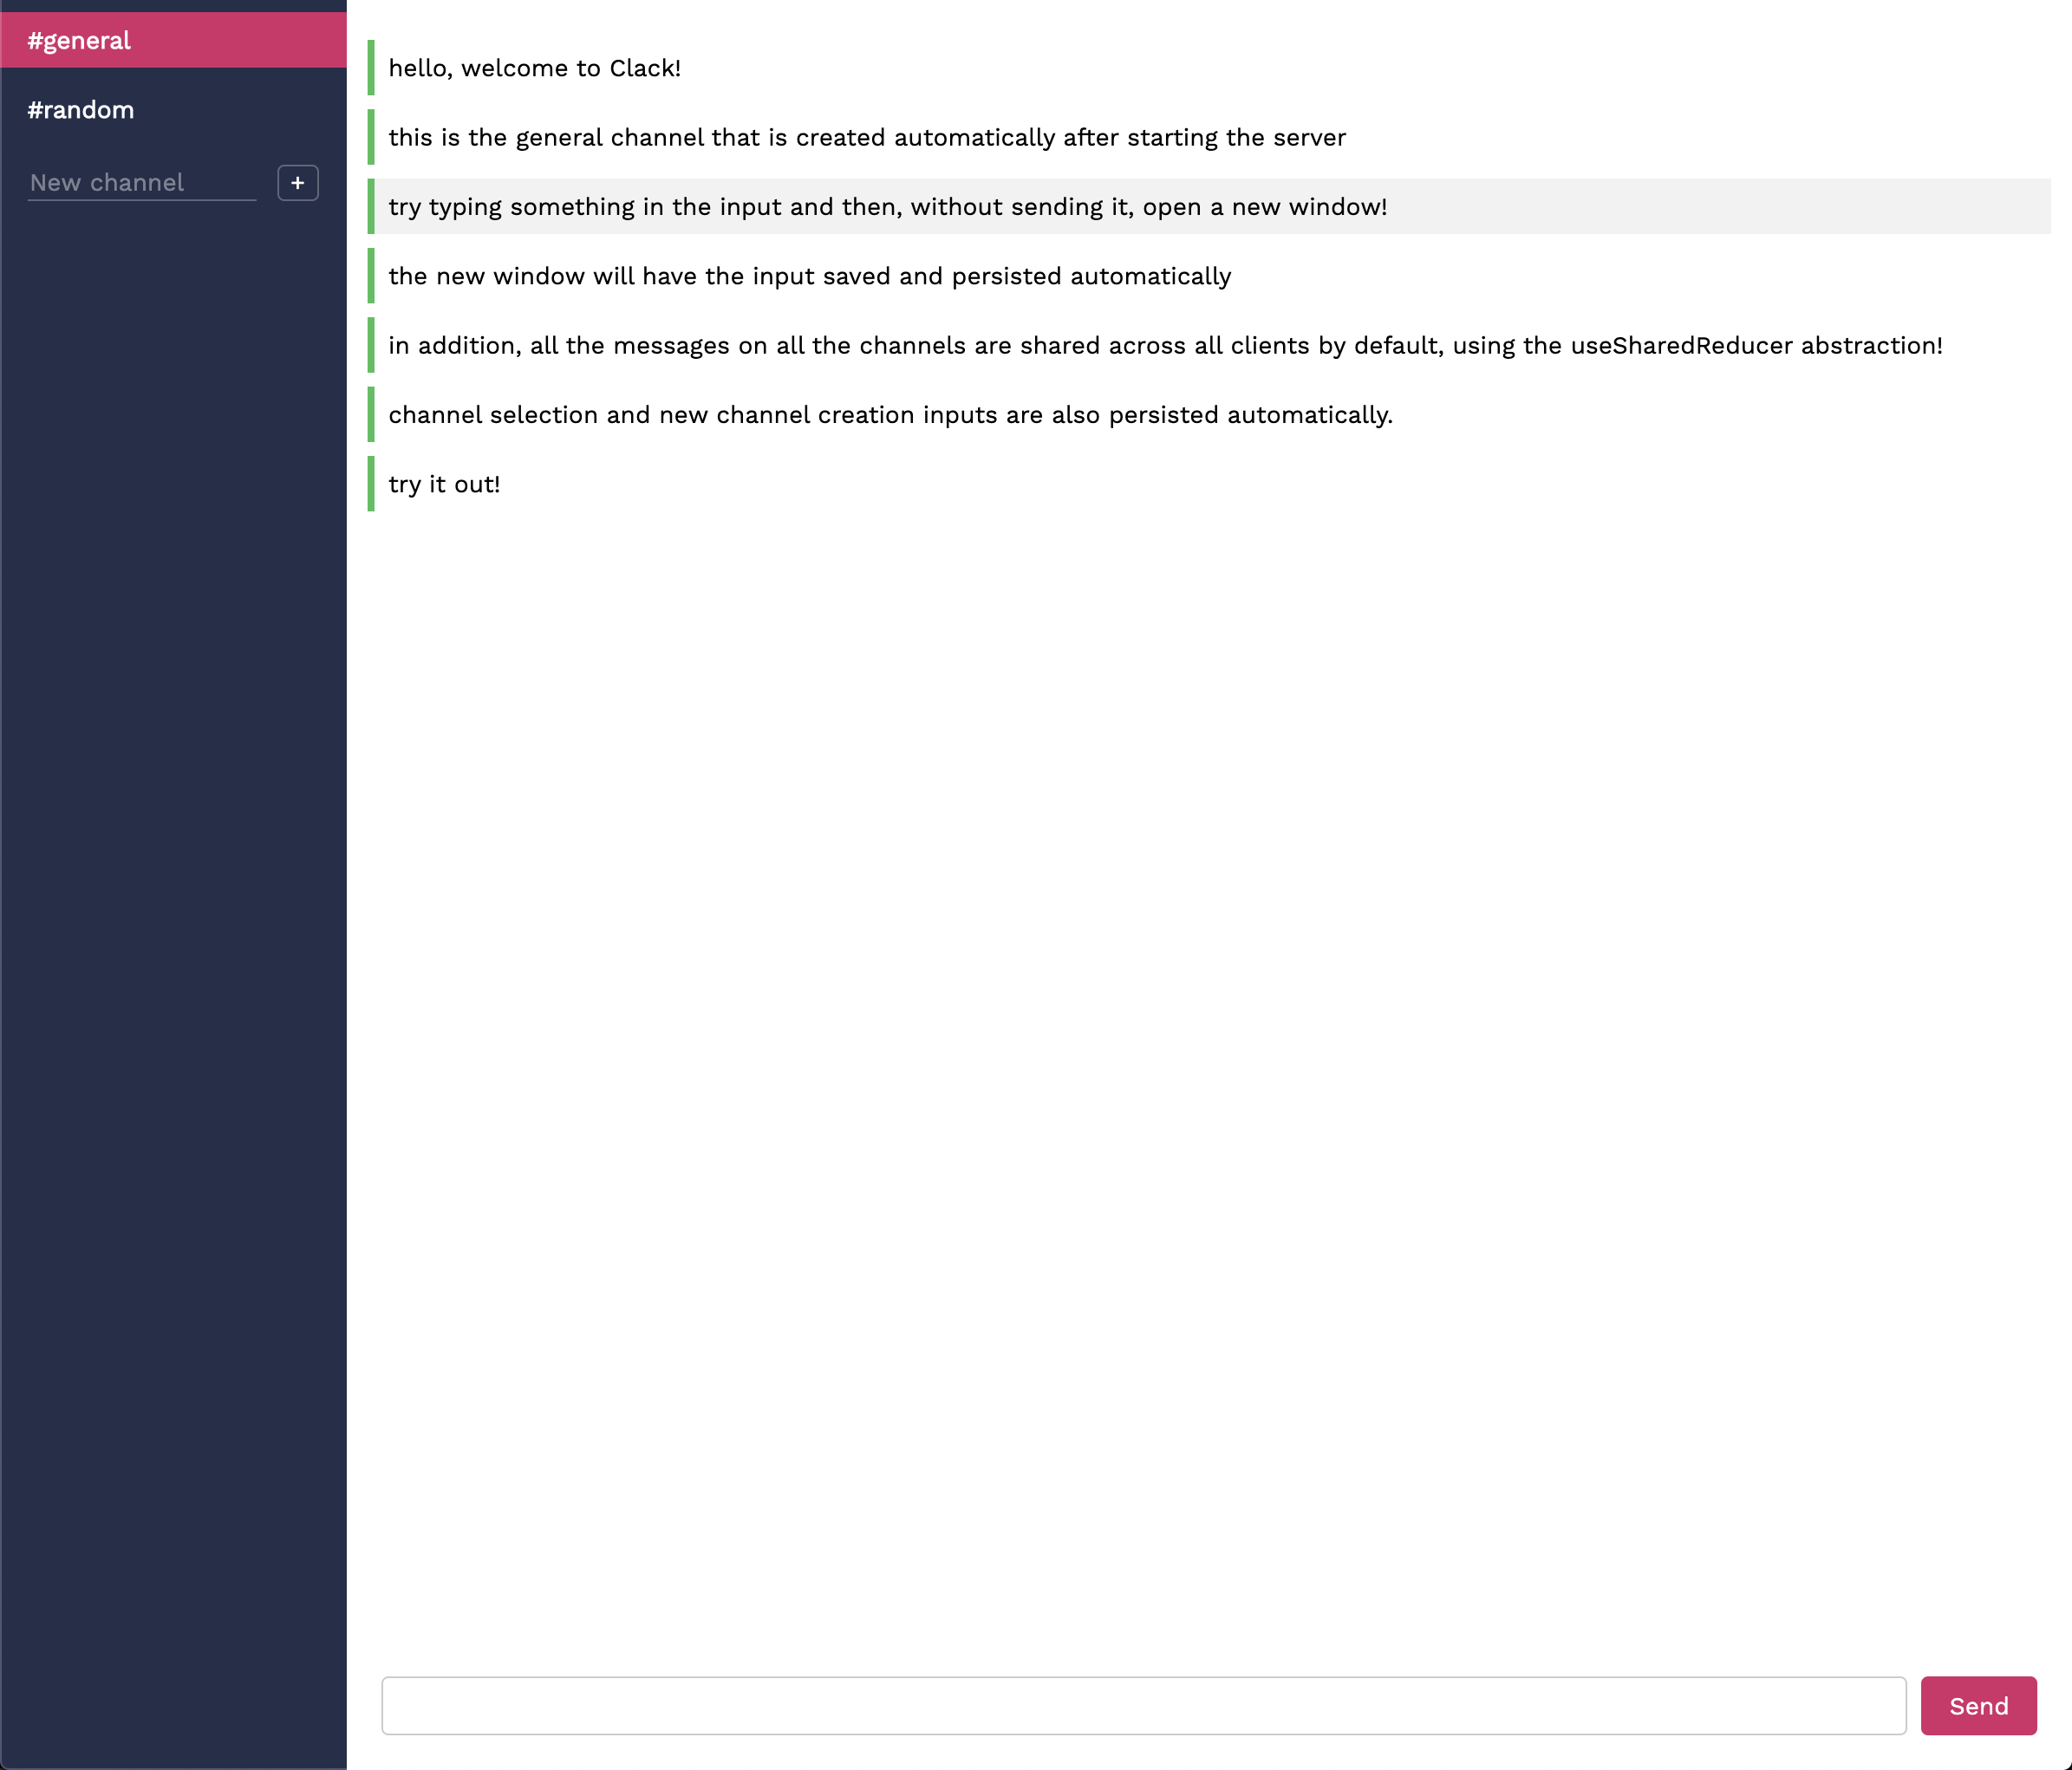 #general
#random
New channel
+
hello, welcome to Clack!
this is the general channel that is created automatically after starting the server
try typing something in the input and then, without sending it, open a new window!
the new window will have the input saved and persisted automatically
in addition, all the messages on all the channels are shared across all clients by default, using the useSharedReducer abstraction!
channel selection and new channel creation inputs are also persisted automatically.
try it out!
Send